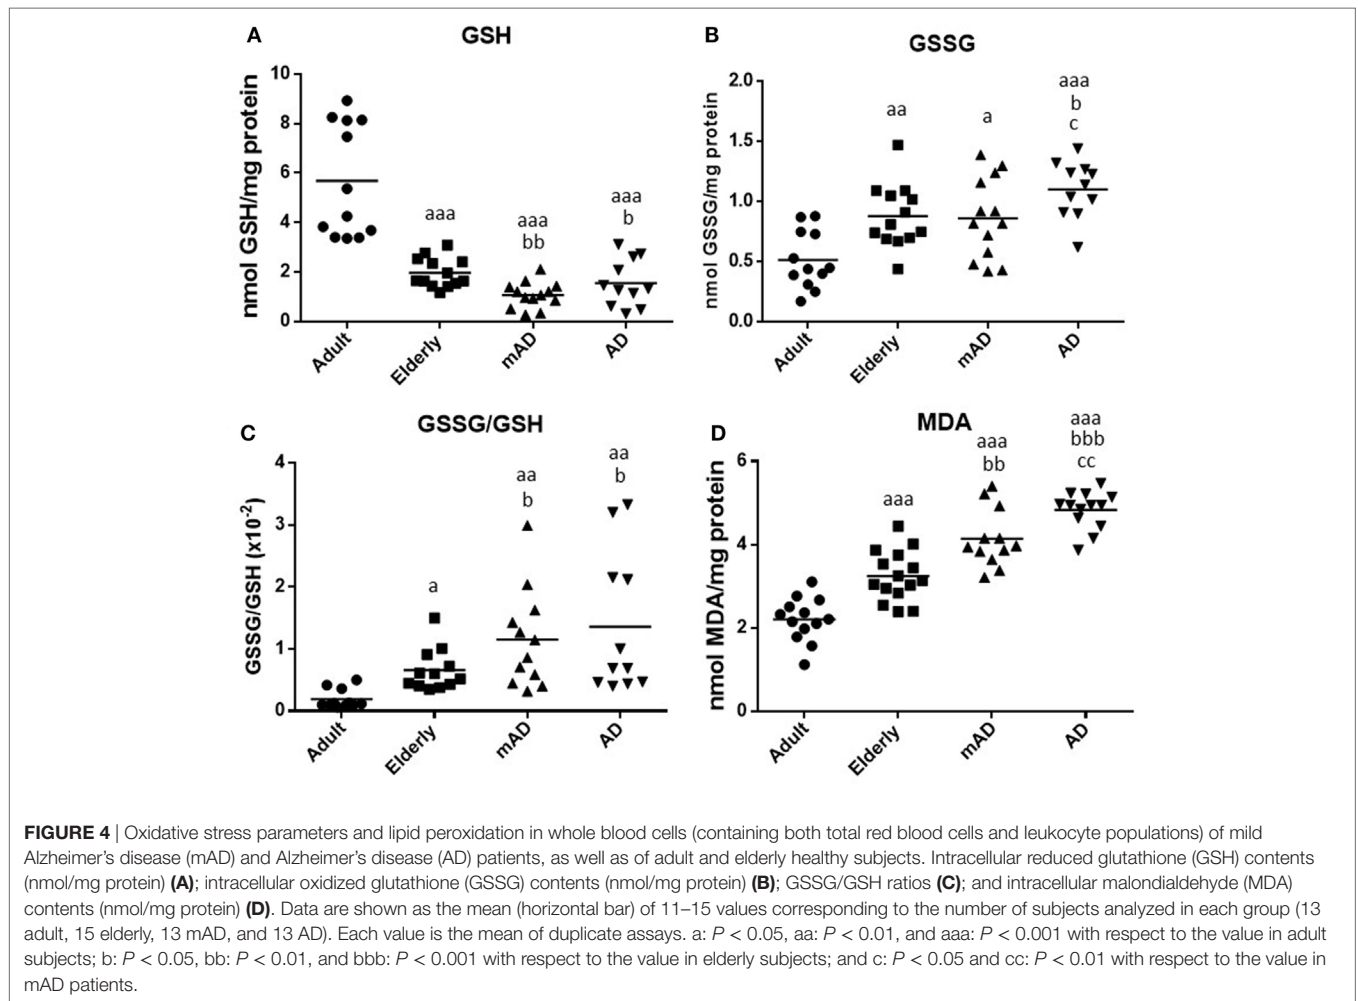 A
GSH
nmol GSH/mg protein
10
8
6
4
2
0
aaa
aaa
bb
aaa
b
Adult
Elderly
mAD
AD
B
GSSG
nmol GSSG/mg protein
2.0
1.5
1.0
0.5
0.0
aa
a
aaa
b
c
Adult
Elderly
mAD
AD
C
GSSG/GSH
GSSG/GSH (x10-2)
4
3
2
1
0
a
aa
b
aa
b
Adult
Elderly
mAD
AD
D
MDA
nmol MDA/mg protein
6
4
2
0
aaa
aaa
bb
aaa
bbb
cc
Adult
Elderly
mAD
AD
FIGURE 4 | Oxidative stress parameters and lipid peroxidation in whole blood cells (containing both total red blood cells and leukocyte populations) of mild
Alzheimer's disease (mAD) and Alzheimer's disease (AD) patients, as well as of adult and elderly healthy subjects. Intracellular reduced glutathione (GSH) contents
(nmol/mg protein) (A); intracellular oxidized glutathione (GSSG) contents (nmol/mg protein) (B); GSSG/GSH ratios (C); and intracellular malondialdehyde (MDA)
contents (nmol/mg protein) (D). Data are shown as the mean (horizontal bar) of 11–15 values corresponding to the number of subjects analyzed in each group (13
adult, 15 elderly, 13 mAD, and 13 AD). Each value is the mean of duplicate assays. a: P < 0.05, aa: P < 0.01, and aaa: P < 0.001 with respect to the value in adult
subjects; b: P < 0.05, bb: P < 0.01, and bbb: P < 0.001 with respect to the value in elderly subjects; and c: P < 0.05 and cc: P < 0.01 with respect to the value in
mAD patients.